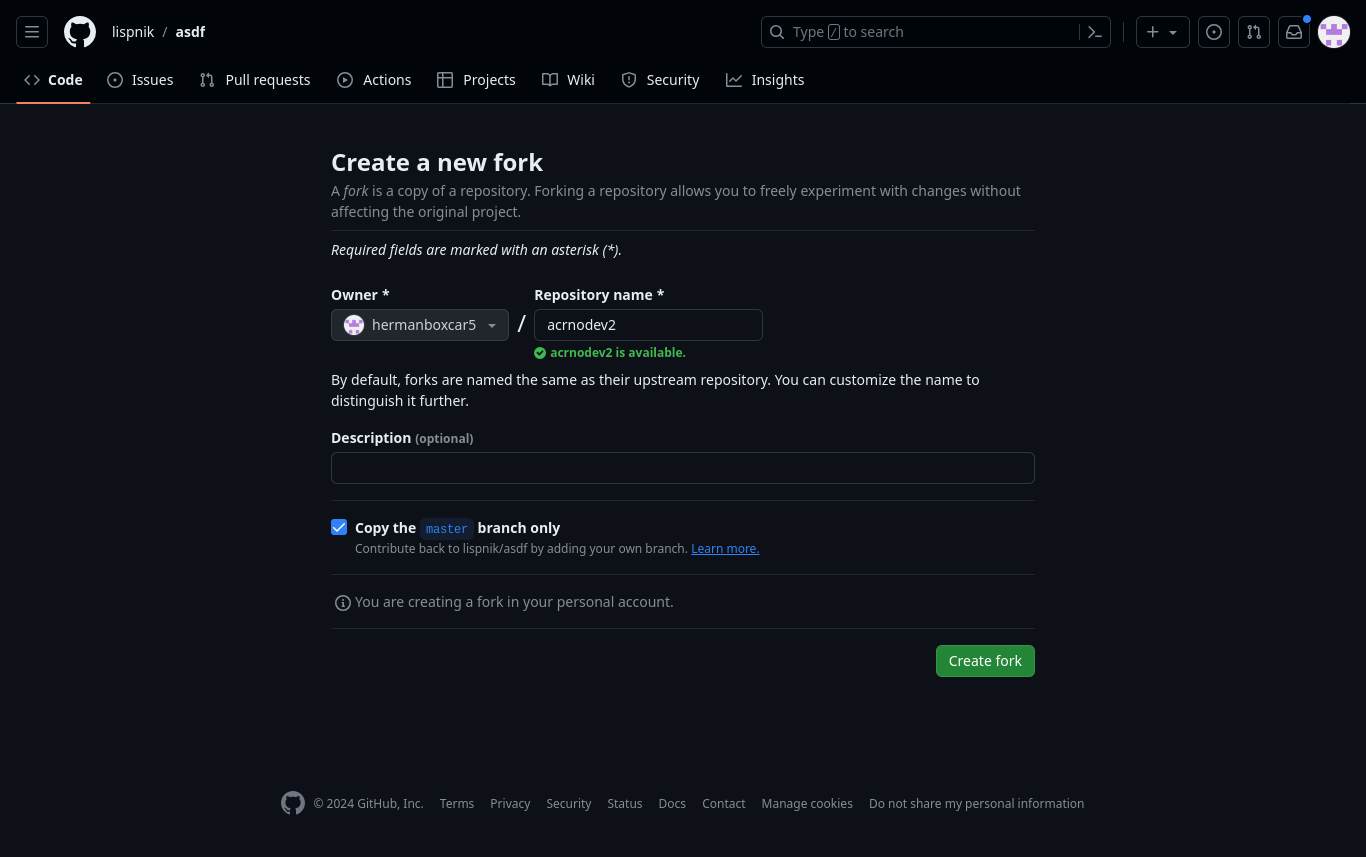 lispnik / asdf
Type / to search
Code Issues Pull requests Actions Projects Wiki Security Insights
Create a new fork
A fork is a copy of a repository. Forking a repository allows you to freely experiment with changes without
affecting the original project.
Required fields are marked with an asterisk (*).
Owner * Repository name *
hermanboxcar5 / acrnodev2
acrnodev2 is available.
By default, forks are named the same as their upstream repository. You can customize the name to
distinguish it further.
Description (optional)
Copy the master branch only
Contribute back to lispnik/asdf by adding your own branch. Learn more.
You are creating a fork in your personal account.
Create fork
© 2024 GitHub, Inc. Terms Privacy Security Status Docs Contact Manage cookies Do not share my personal information